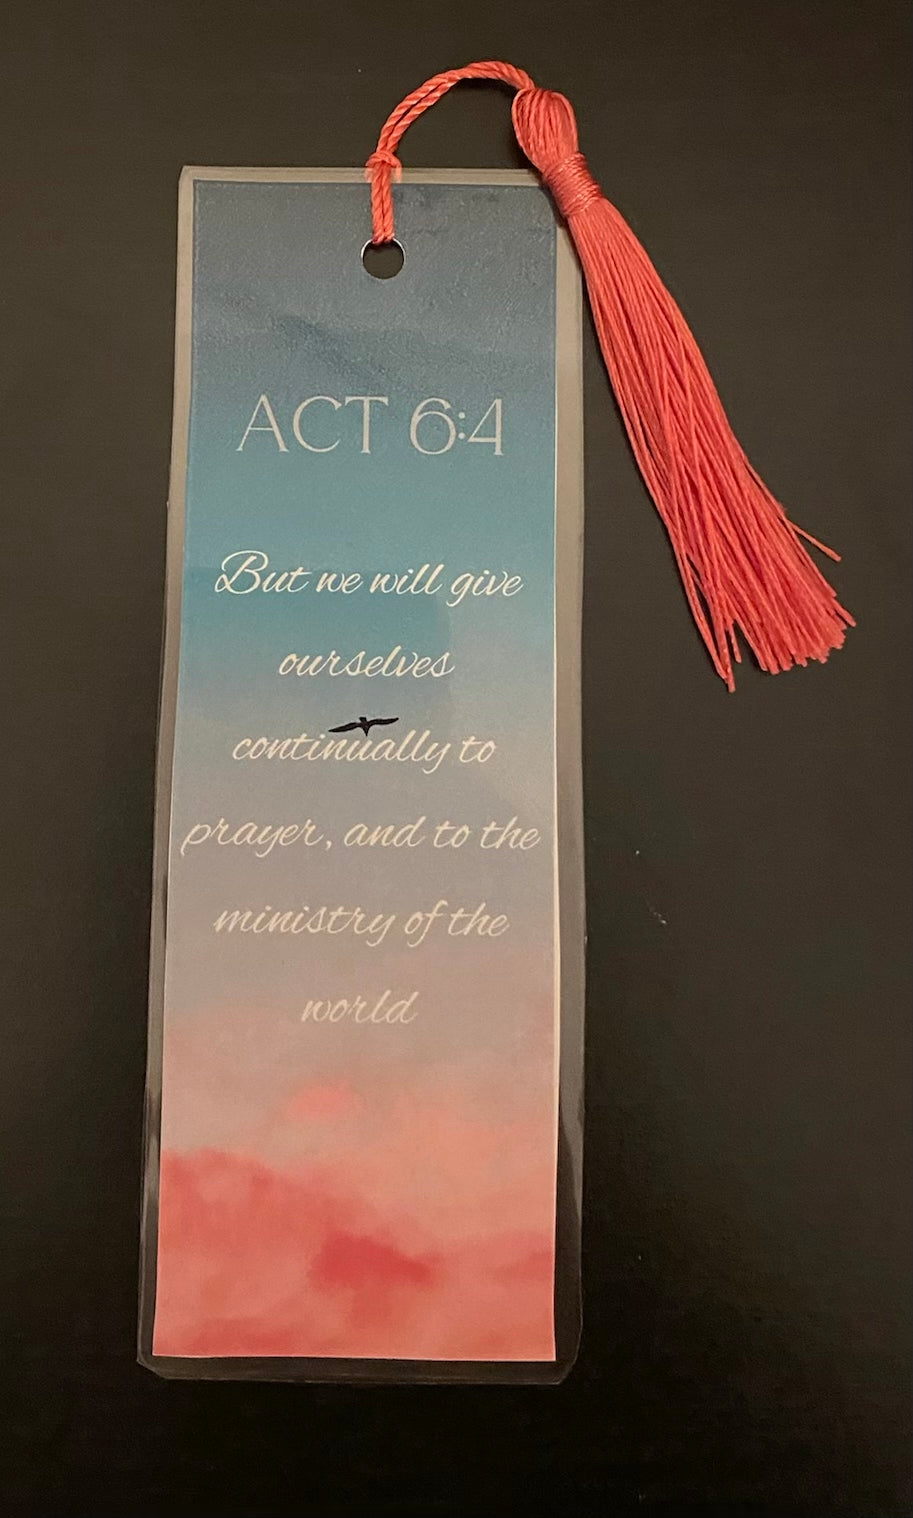 ACT 6:4
But we will give
ourselves
continually to
prayer, and to the
ministry of the
world